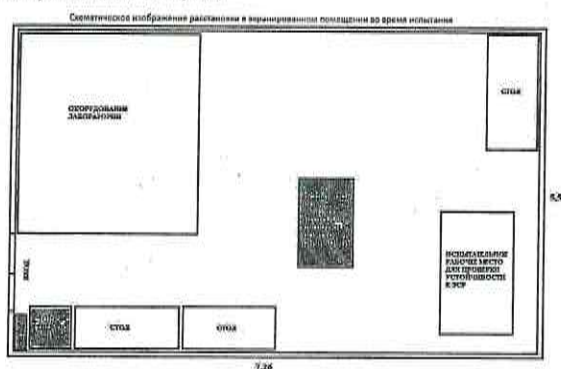 Схематическое изображение расстановки в экранированном помещении во время испытания
ОБОРУДОВАНИЕ
ЛАБОРАТОРИИ
СТОЛ
5,5
ИСПЫТАТЕЛЬНОЕ
РАБОЧЕЕ МЕСТО
ДЛЯ ПРОВЕРКИ
УСТОЙЧИВОСТИ
К ЭСР
ВХОД
СТОЛ
СТОЛ
7,76